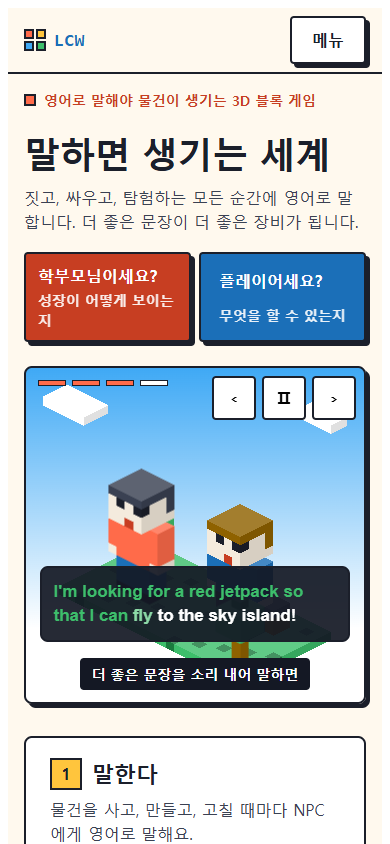 LCW
메뉴
영어로 말해야 물건이 생기는 3D 블록 게임
말하면 생기는 세계
짓고, 싸우고, 탐험하는 모든 순간에 영어로 말
합니다. 더 좋은 문장이 더 좋은 장비가 됩니다.
학부모님이세요?
성장이 어떻게 보이는
지
플레이어세요?
무엇을 할 수 있는지
I'm looking for a red jetpack so
that I can fly to the sky island!
더 좋은 문장을 소리 내어 말하면
1 말한다
물건을 사고, 만들고, 고칠 때마다 NPC
에게 영어로 말해요.